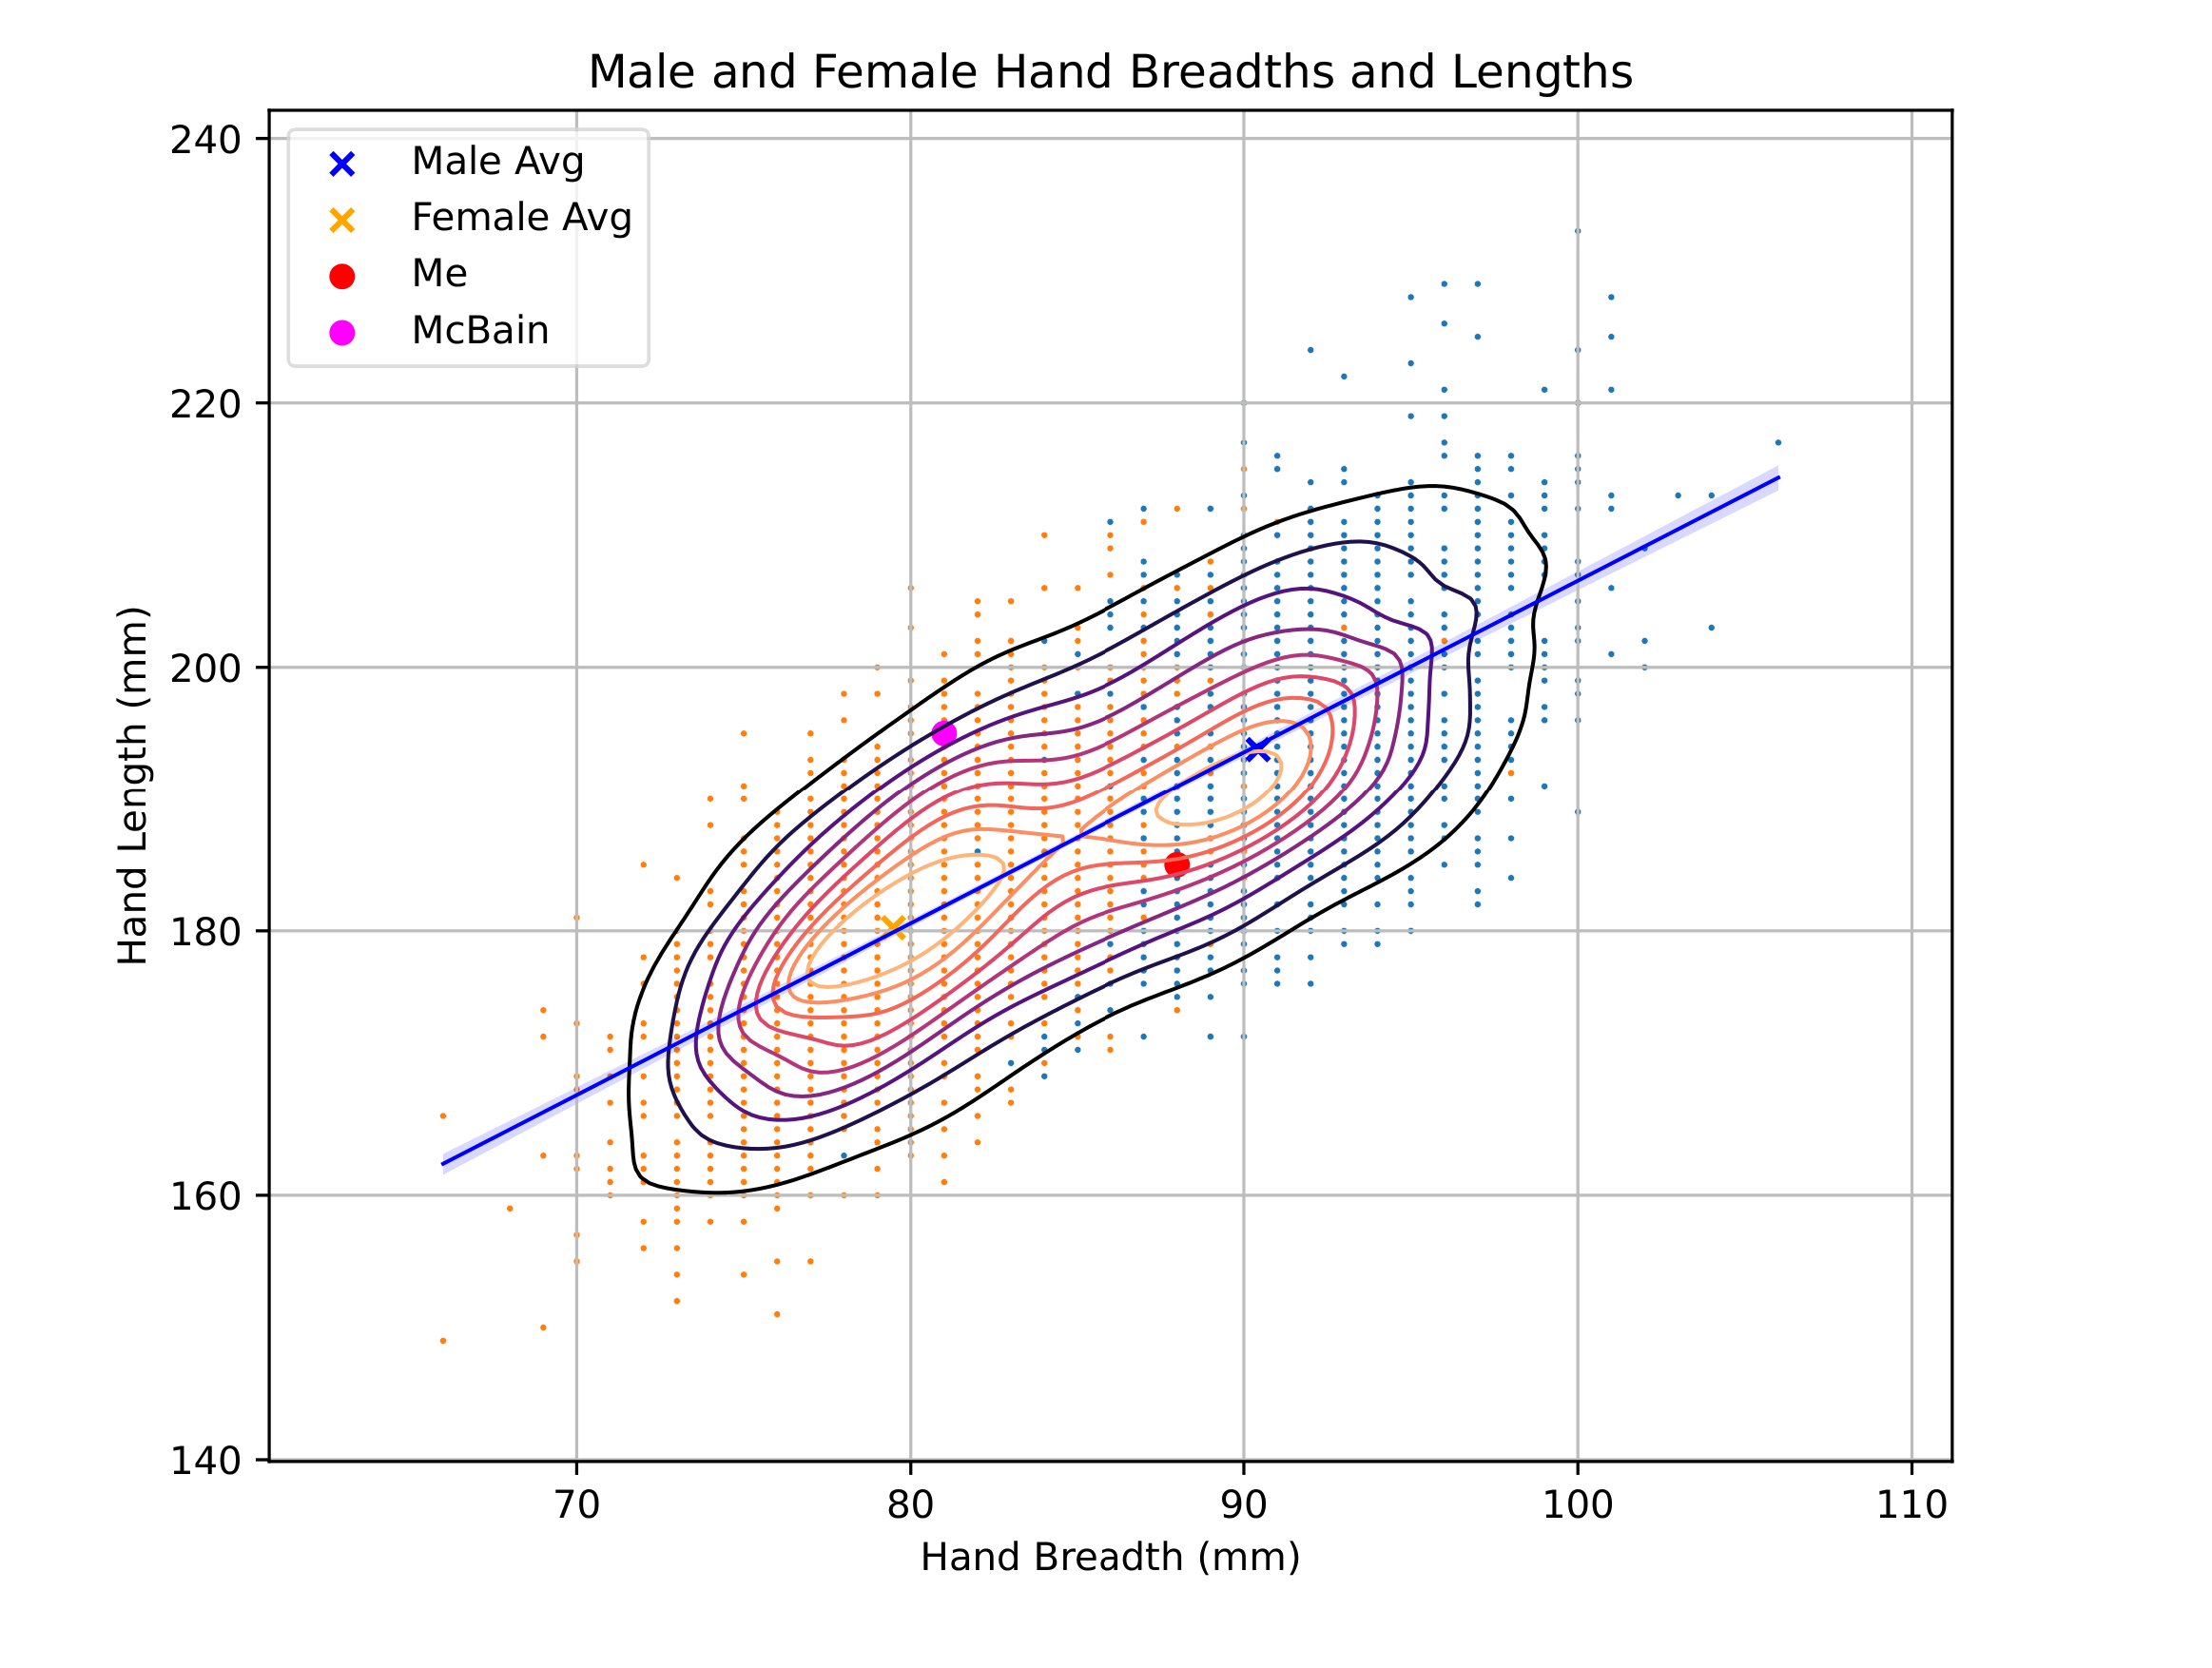 Male and Female Hand Breadths and Lengths
Male Avg
Female Avg
Me
McBain
Hand Length (mm)
240
220
200
180
160
140
70 80 90 100 110
Hand Breadth (mm)